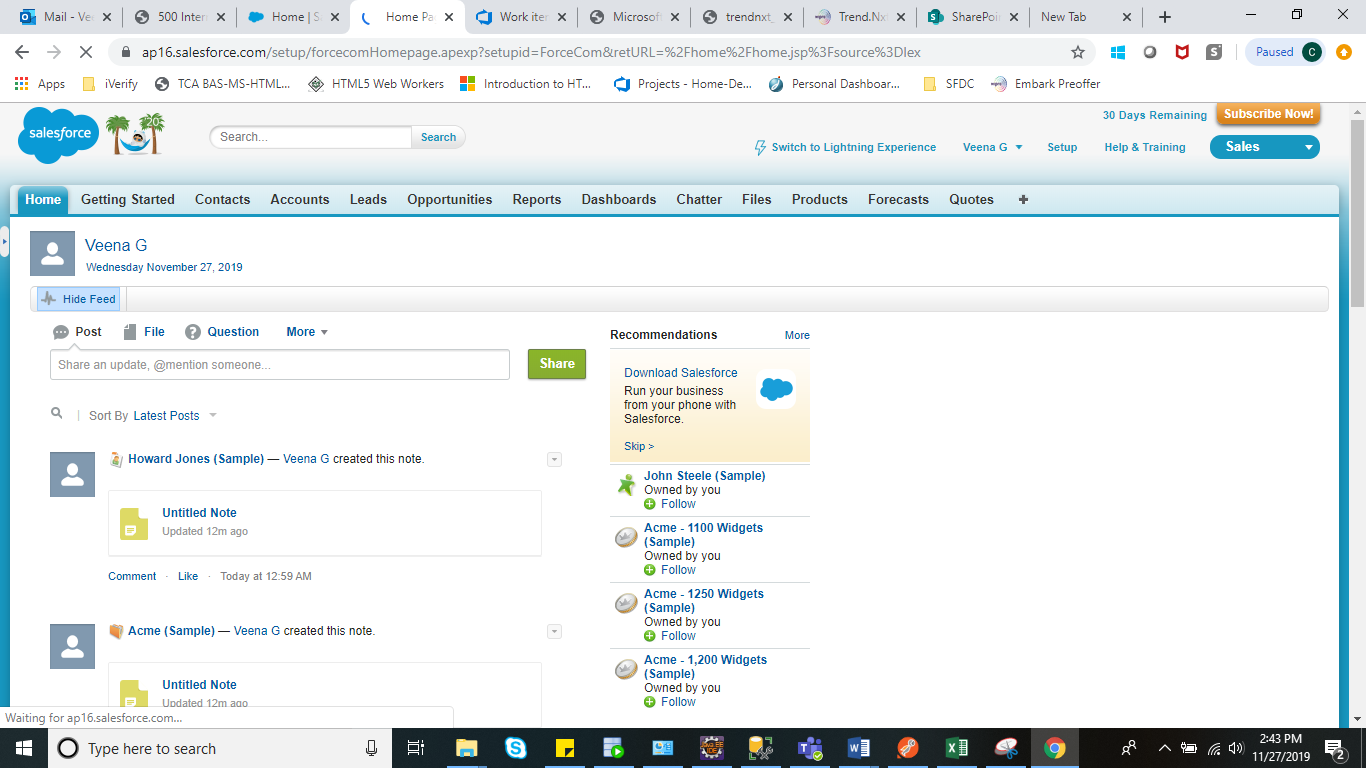 Mail - Vee
500 Intern
Home | Sa
Home Pa
Work iten
Microsoft
trendnxt_
Trend.Nxt
SharePoin
New Tab
ap16.salesforce.com/setup/forcecomHomepage.apexp?setupid=ForceCom&retURL=%2Fhome%2Fhome.jsp%3Fsource%3Dlex
S
Paused
C
Apps
iVerify
TCA BAS-MS-HTML...
HTML5 Web Workers
Introduction to HT...
Projects - Home-De...
Personal Dashboar...
SFDC
Embark Preoffer
30 Days Remaining
Subscribe Now!
salesforce
20
Search...
Search
Switch to Lightning Experience
Veena G
Setup
Help & Training
Sales
Home
Getting Started
Contacts
Accounts
Leads
Opportunities
Reports
Dashboards
Chatter
Files
Products
Forecasts
Quotes
Veena G
Wednesday November 27, 2019
Hide Feed
Post
File
Question
More
Share an update, @mention someone...
Share
Sort By Latest Posts
Howard Jones (Sample) — Veena G created this note.
Untitled Note
Updated 12m ago
Comment · Like · Today at 12:59 AM
Acme (Sample) — Veena G created this note.
Untitled Note
Updated 12m ago
Recommendations
More
Download Salesforce
Run your business
from your phone with
Salesforce.
Skip >
John Steele (Sample)
Owned by you
Follow
Acme - 1100 Widgets
(Sample)
Owned by you
Follow
Acme - 1250 Widgets
(Sample)
Owned by you
Follow
Acme - 1,200 Widgets
(Sample)
Owned by you
Follow
Waiting for ap16.salesforce.com...
Type here to search
2:43 PM
11/27/2019
2